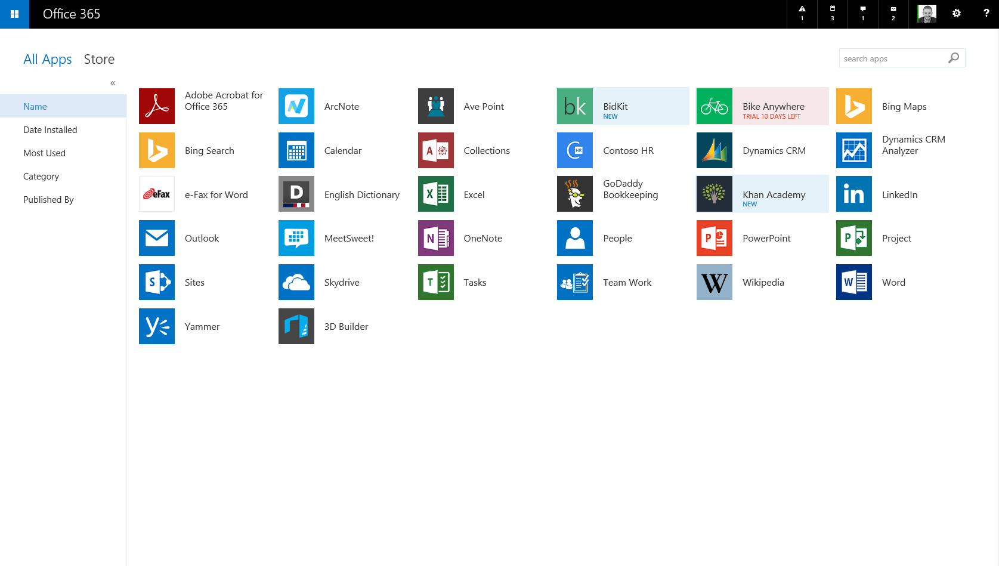 Office 365
1
3
1
2
?
All Apps Store
search apps
«
Name
Date Installed
Most Used
Category
Published By
Adobe Acrobat for
Office 365
ArcNote
Ave Point
bk
BidKit
NEW
Bike Anywhere
TRIAL 10 DAYS LEFT
Bing Maps
Bing Search
Calendar
A
Collections
C HR
Contoso HR
Dynamics CRM
Dynamics CRM
Analyzer
eFax
e-Fax for Word
D
English Dictionary
X
Excel
GoDaddy
Bookkeeping
Khan Academy
NEW
in
LinkedIn
Outlook
MeetSweet!
N
OneNote
People
P
PowerPoint
P
Project
S
Sites
Skydrive
T
Tasks
Team Work
W
Wikipedia
W
Word
y
Yammer
3D Builder